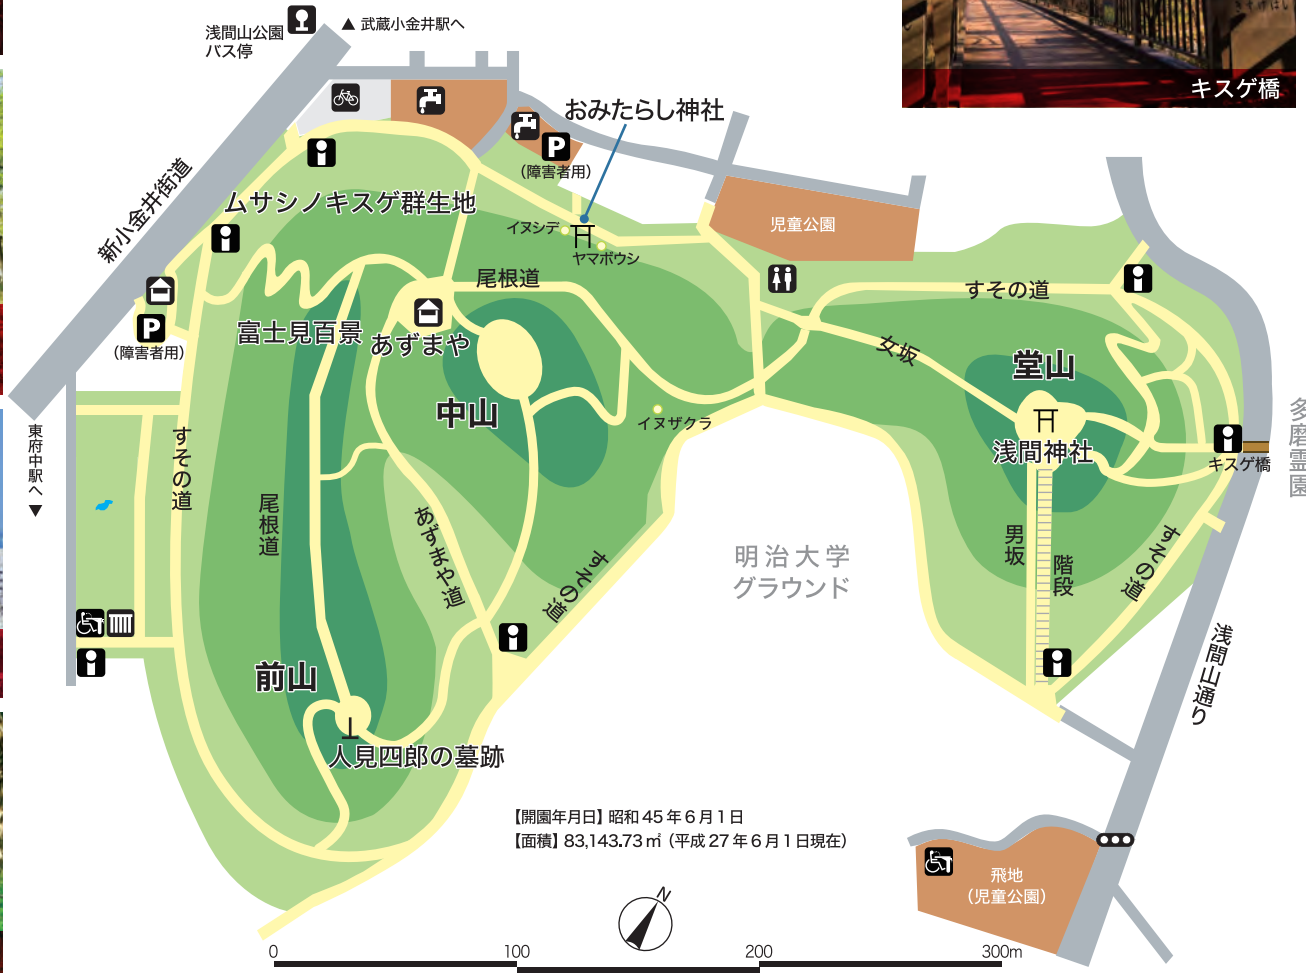 浅間山公園
バス停
▲ 武蔵小金井駅へ
キスゲ橋
おみたらし神社
P
(障害者用)
新小金井街道
ムサシノキスゲ群生地
イヌシデ
ヤマボウシ
児童公園
尾根道
すその道
P
(障害者用)
富士見百景
あずまや
女坂
堂山
中山
イヌザクラ
浅間神社
キスゲ橋
多磨霊園
東府中駅へ ▼
すその道
尾根道
あずまや道
すその道
明治大学
グラウンド
男坂
階段
すその道
浅間山通り
前山
人見四郎の墓跡
【開園年月日】昭和45年6月1日
【面積】83,143.73㎡（平成27年6月1日現在）
飛地
(児童公園)
N
0 100 200 300m